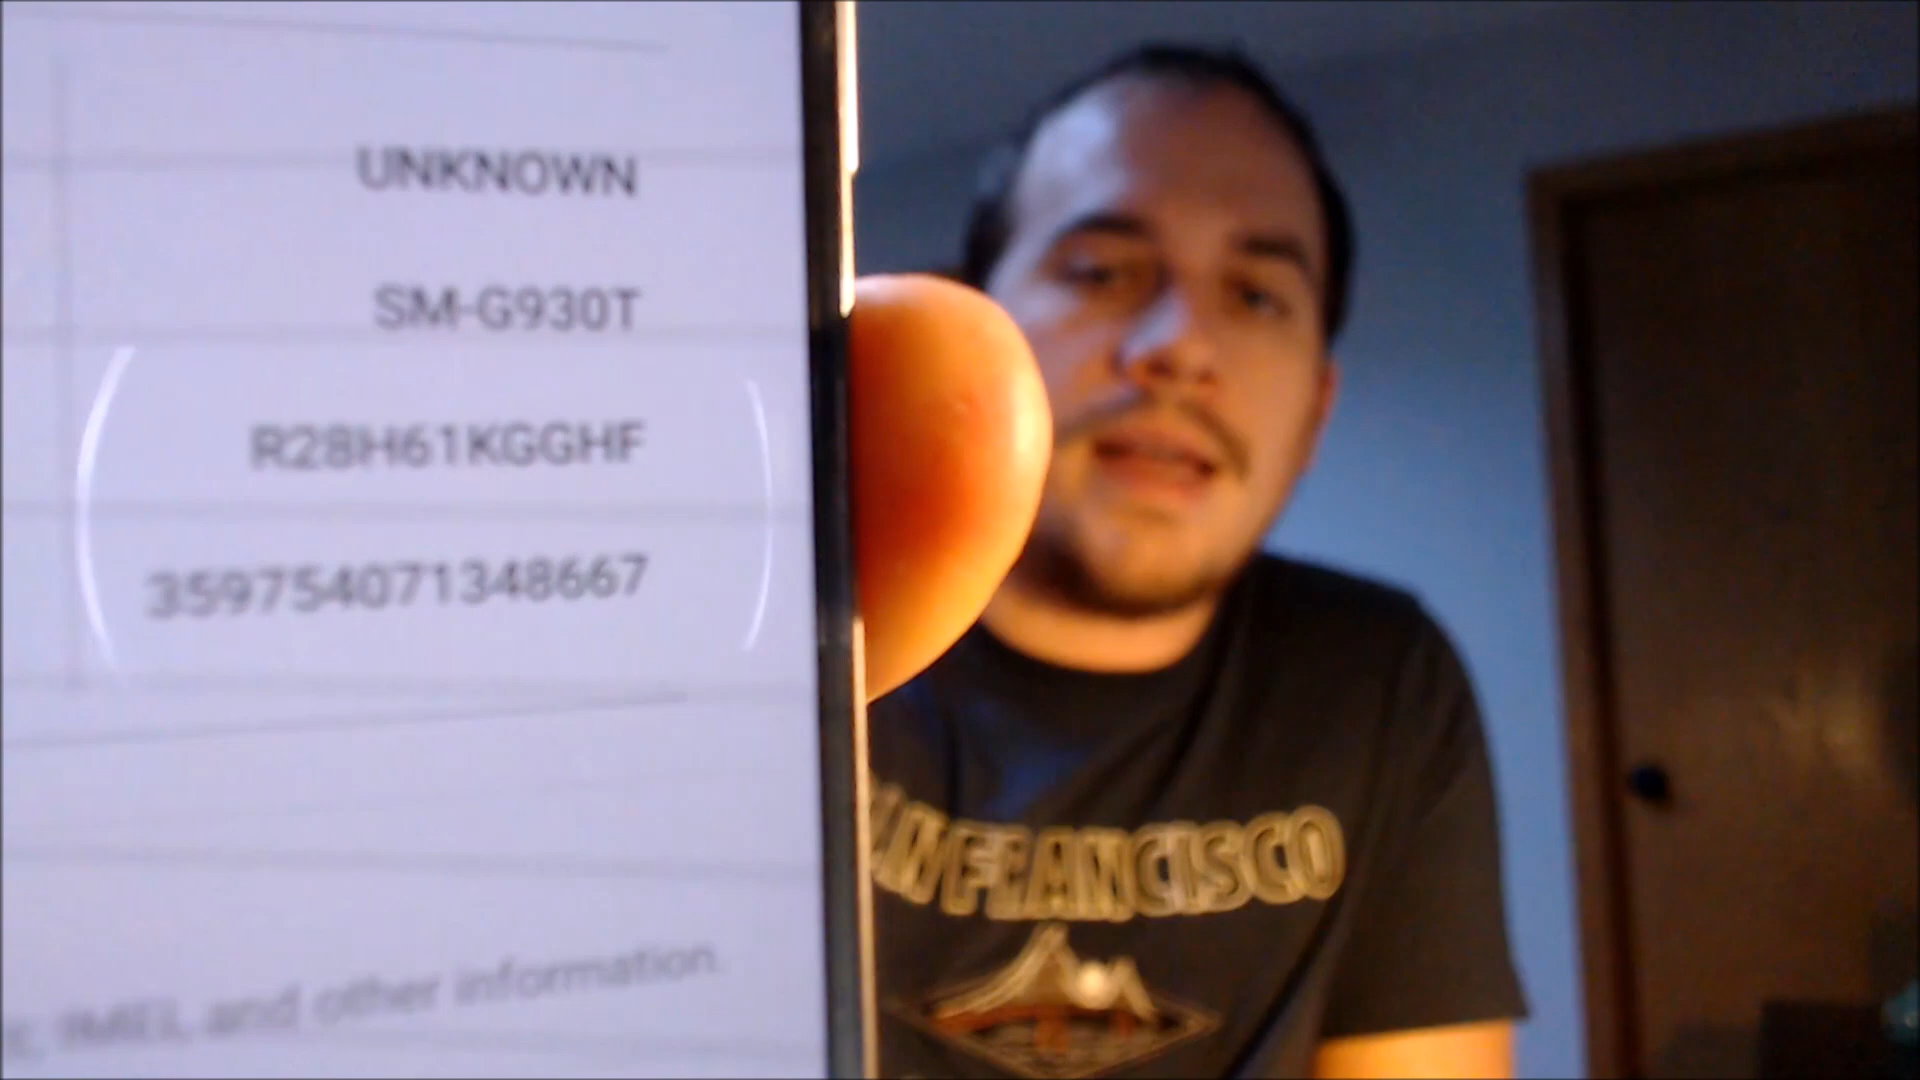 UNKNOWN
SM-G930T
R28H61KGGHF
359754071348667
IMEI, and other information.
FRANCISCO